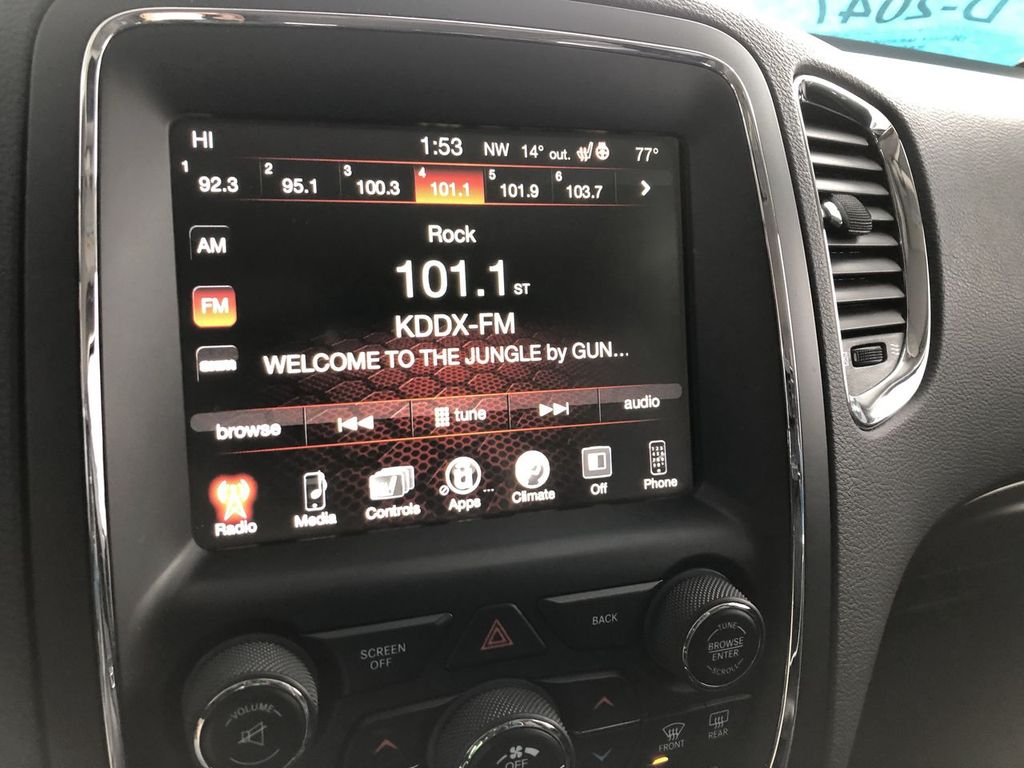 D-2041
HI 1:53 NW 14° out. 77°
1 92.3 2 95.1 3 100.3 4 101.1 5 101.9 6 103.7
Rock
AM
101.1 ST
FM
KDDX-FM
WELCOME TO THE JUNGLE by GUN...
browse tune audio
Radio Media Controls Apps ... Climate Off Phone
SCREEN
OFF
BACK
TUNE
BROWSE
ENTER
SCROLL
VOLUME
FRONT REAR
OFF